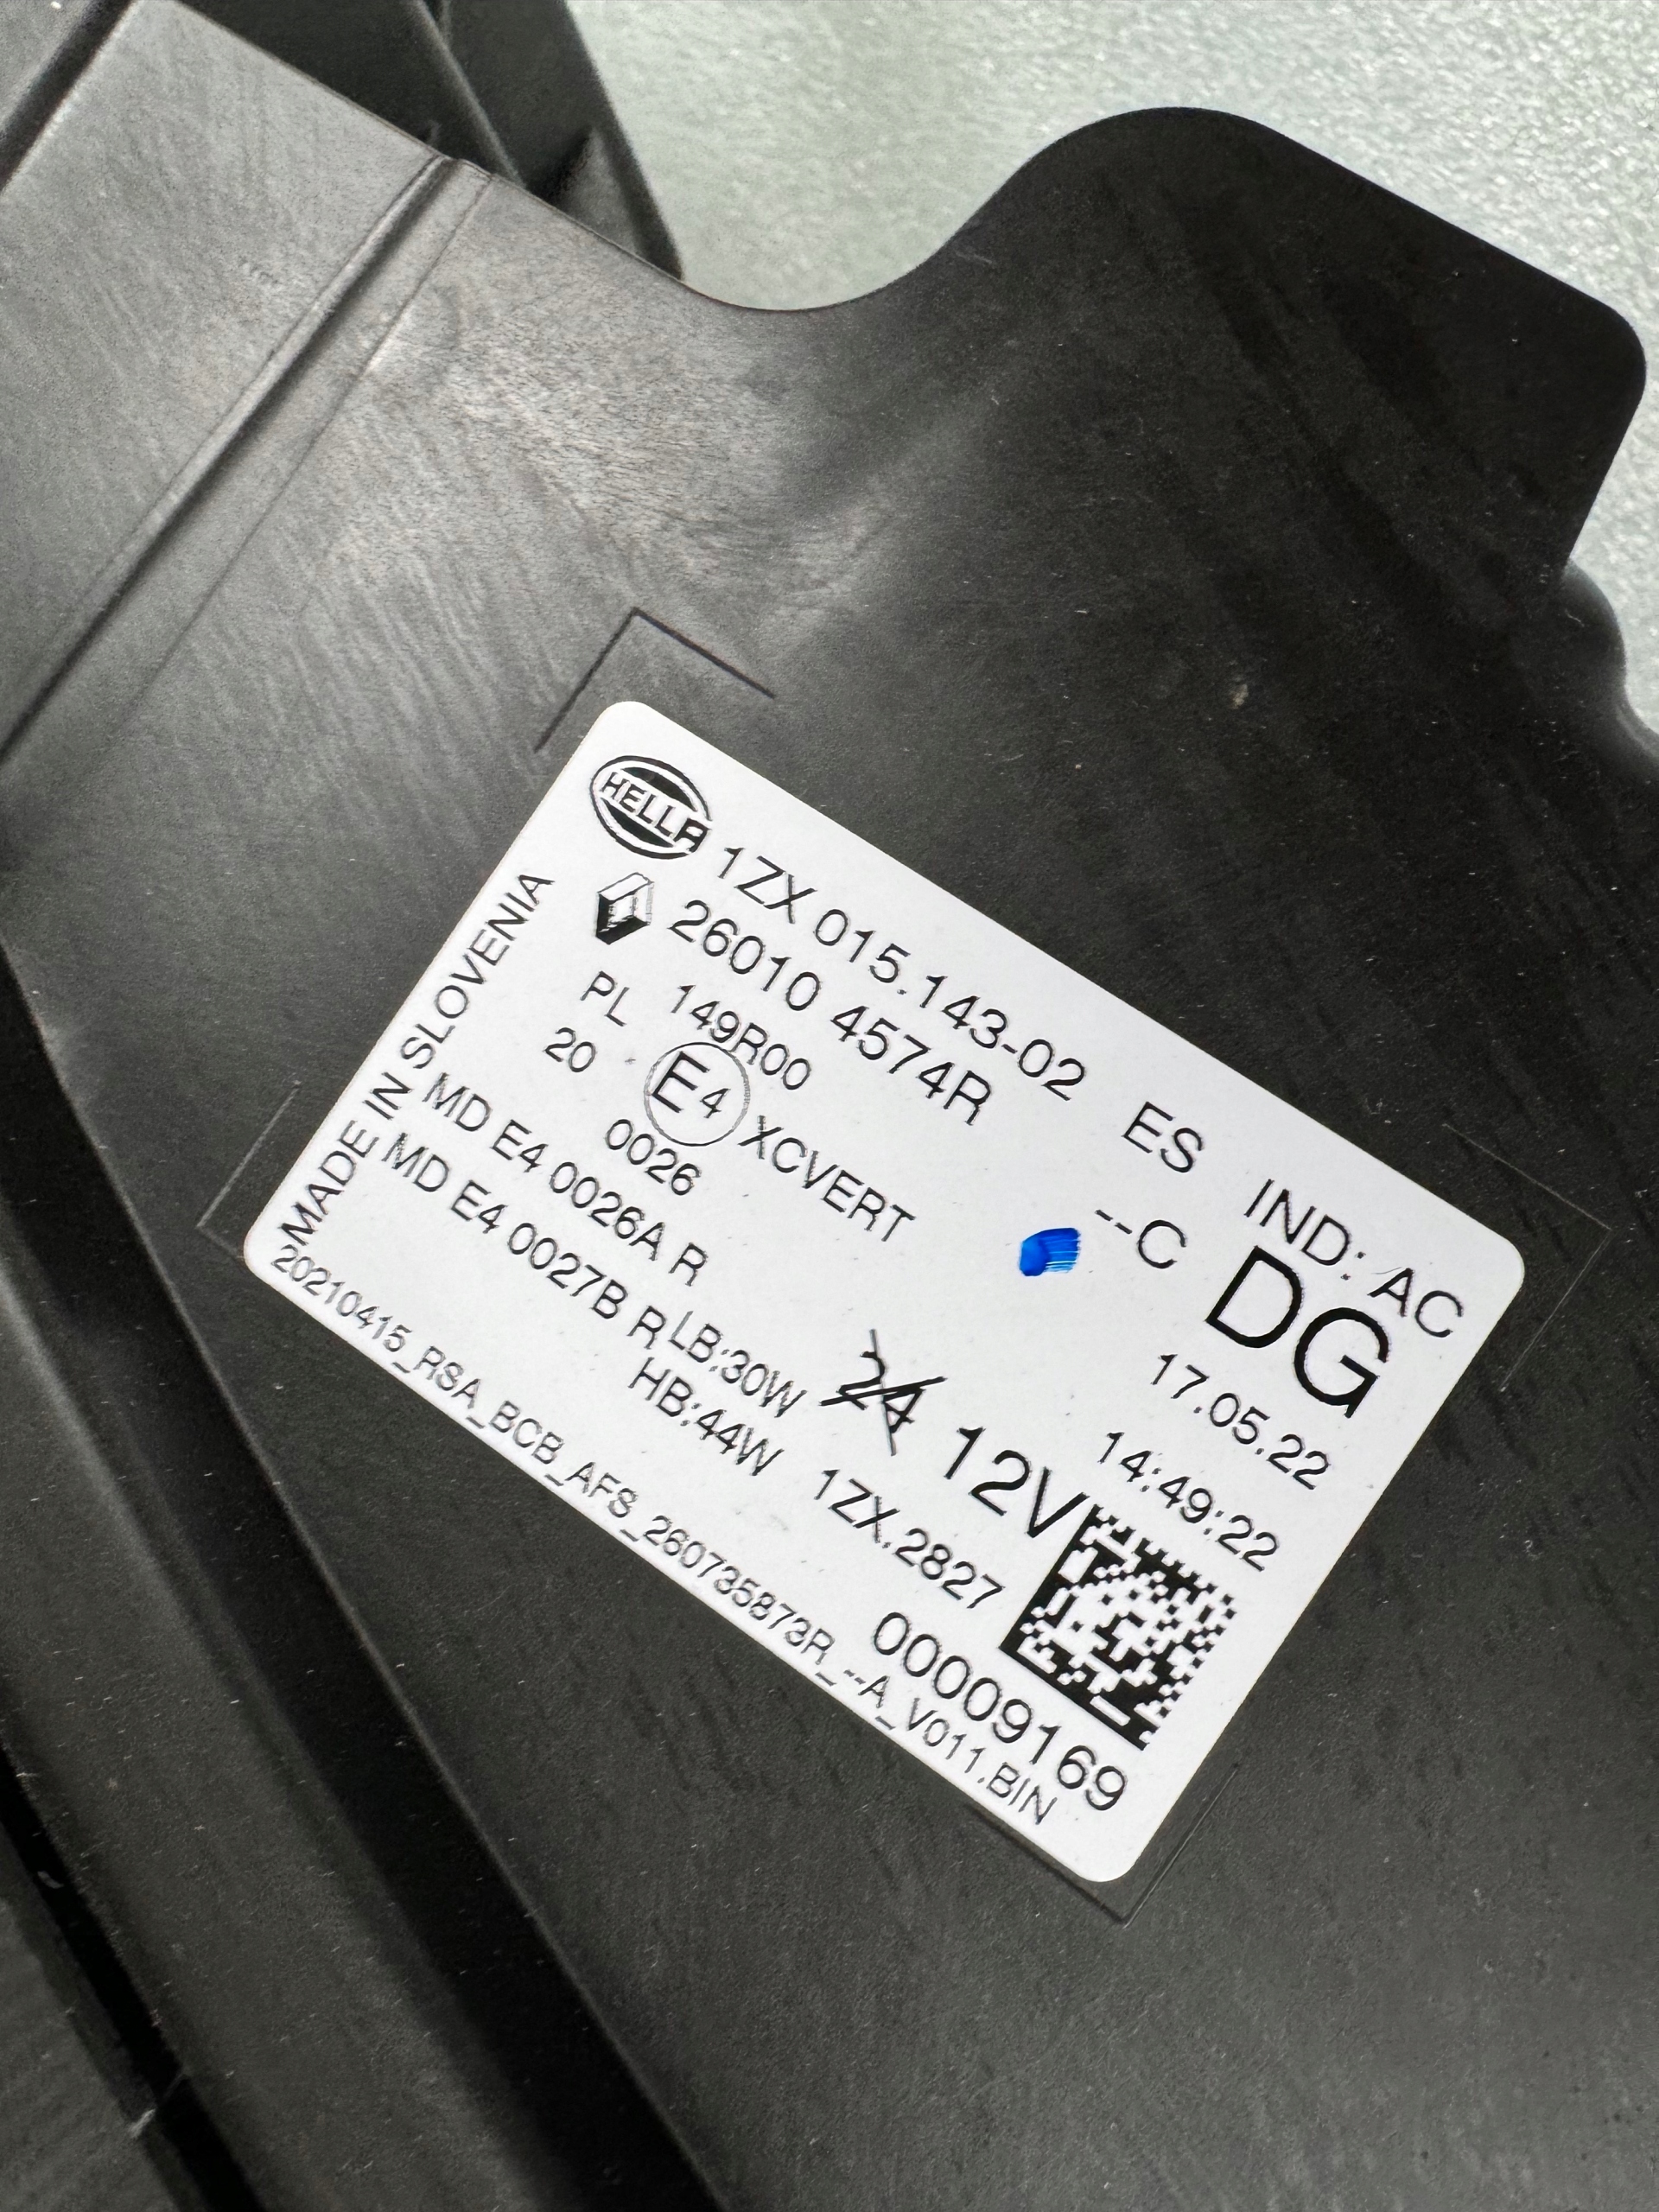 HELLA 1ZX 015.143-02 ES IND: AC
26010 4574R --C DG
PL 149R00 17.05.22
20 E4 XCVERT 14:49:22
0026
MD E4 0026A R 24 12V
MD E4 0027B R LB:30W
HB:44W 1ZX.2827
00009169
20210415_RSA_BCB_AFS_260735873R_--A_V011.BIN
MADE IN SLOVENIA